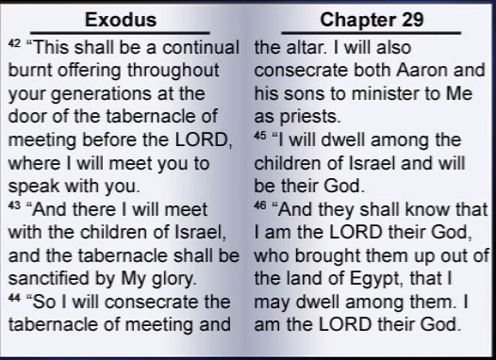 Exodus
⁴² “This shall be a continual
burnt offering throughout
your generations at the
door of the tabernacle of
meeting before the LORD,
where I will meet you to
speak with you.
⁴³ “And there I will meet
with the children of Israel,
and the tabernacle shall be
sanctified by My glory.
⁴⁴ “So I will consecrate the
tabernacle of meeting and
Chapter 29
the altar. I will also
consecrate both Aaron and
his sons to minister to Me
as priests.
⁴⁵ “I will dwell among the
children of Israel and will
be their God.
⁴⁶ “And they shall know that
I am the LORD their God,
who brought them up out of
the land of Egypt, that I
may dwell among them. I
am the LORD their God.